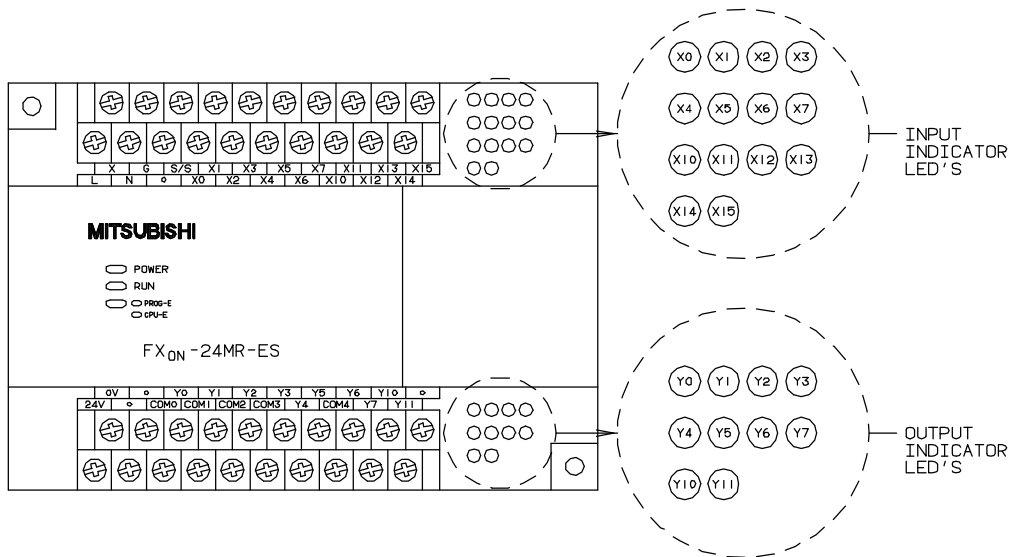 X0 X1 X2 X3
X4 X5 X6 X7
X10 X11 X12 X13
X14 X15
INPUT
INDICATOR
LED'S
X G S/S X1 X3 X5 X7 X11 X13 X15
L N X0 X2 X4 X6 X10 X12 X14
MITSUBISHI
POWER
RUN
PROG-E
CPU-E
FXON-24MR-ES
0V Y0 Y1 Y2 Y3 Y5 Y6 Y10
24V COM0 COM1 COM2 COM3 Y4 COM4 Y7 Y11
Y0 Y1 Y2 Y3
Y4 Y5 Y6 Y7
Y10 Y11
OUTPUT
INDICATOR
LED'S